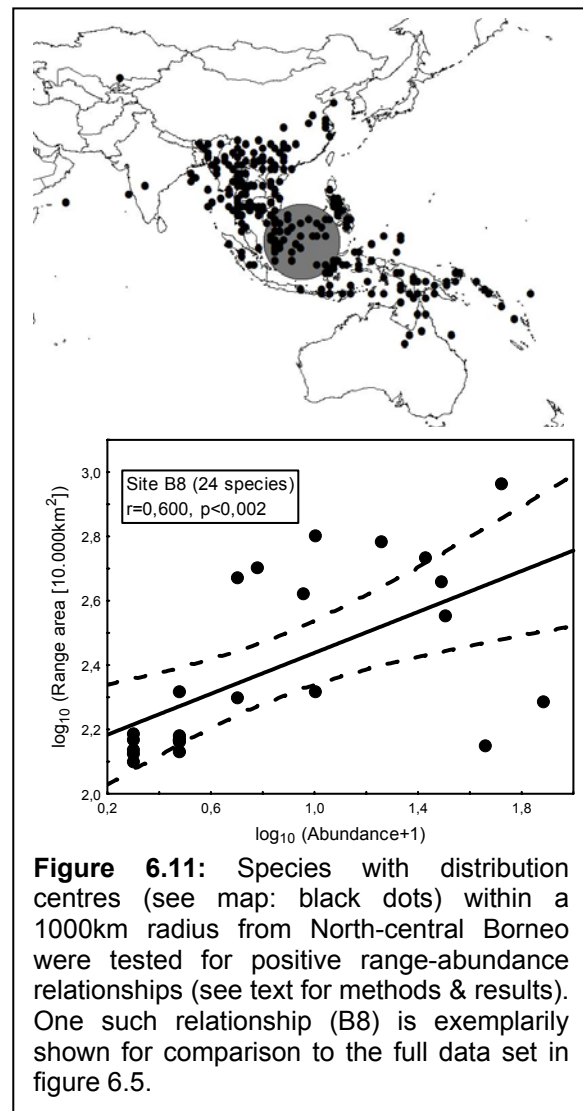 3,0
Site B8 (24 species)
r=0,600, p<0,002
2,8
2,6
2,4
2,2
2,0
log10 (Range area [10.000km2])
0,2 0,6 1,0 1,4 1,8
log10 (Abundance+1)
Figure 6.11: Species with distribution
centres (see map: black dots) within a
1000km radius from North-central Borneo
were tested for positive range-abundance
relationships (see text for methods & results).
One such relationship (B8) is exemplarily
shown for comparison to the full data set in
figure 6.5.